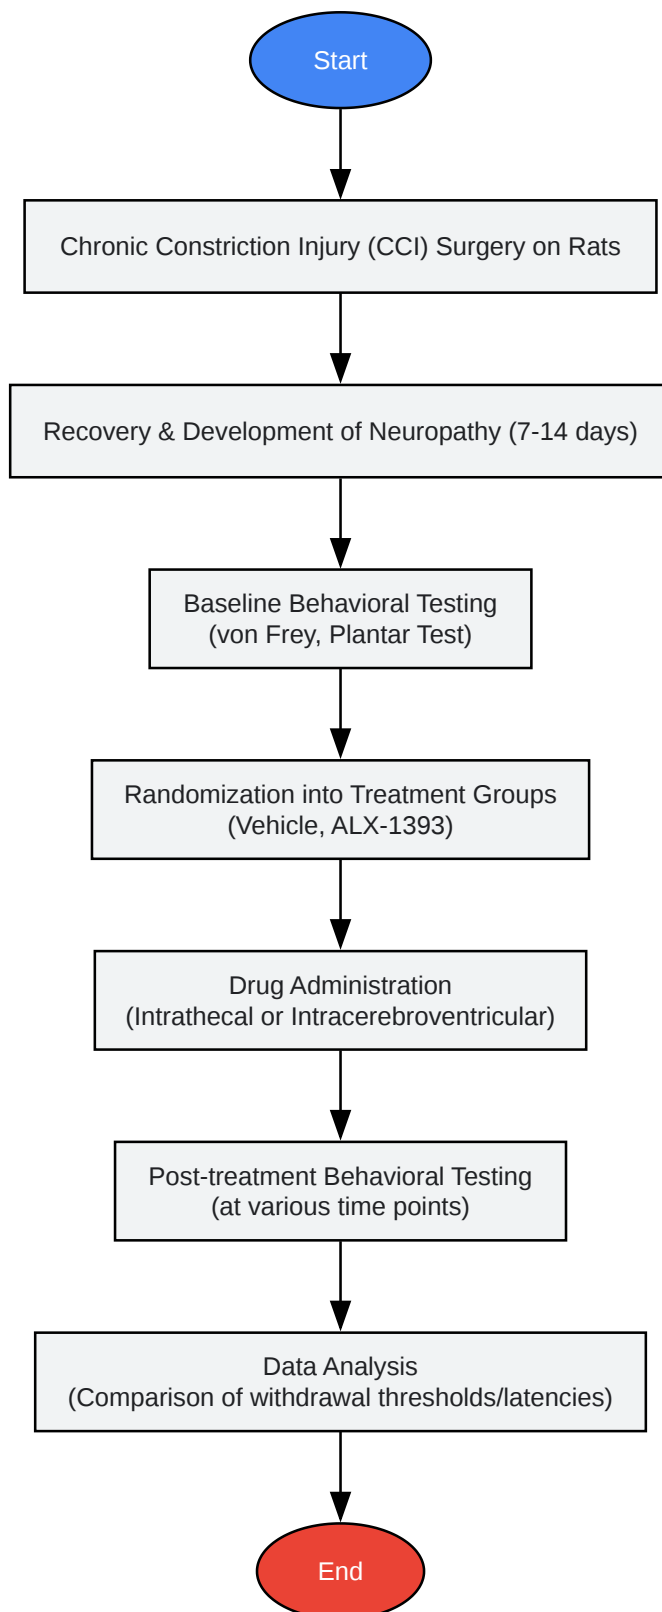 Start
Chronic Constriction Injury (CCI) Surgery on Rats
Recovery & Development of Neuropathy (7-14 days)
Baseline Behavioral Testing
(von Frey, Plantar Test)
Randomization into Treatment Groups
(Vehicle, ALX-1393)
Drug Administration
(Intrathecal or Intracerebroventricular)
Post-treatment Behavioral Testing
(at various time points)
Data Analysis
(Comparison of withdrawal thresholds/latencies)
End